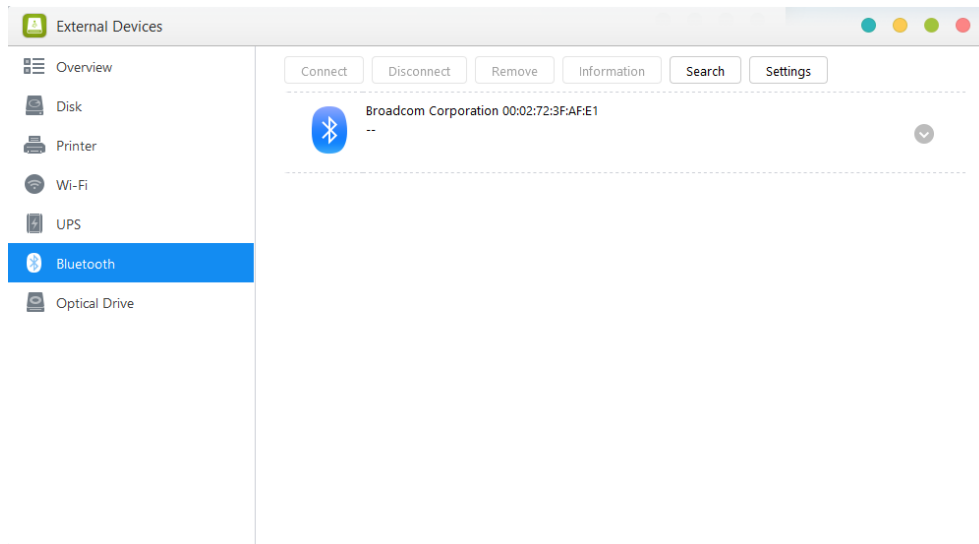 External Devices
Overview
Disk
Printer
Wi-Fi
UPS
Bluetooth
Optical Drive
Connect Disconnect Remove Information Search Settings
Broadcom Corporation 00:02:72:3F:AF:E1
--